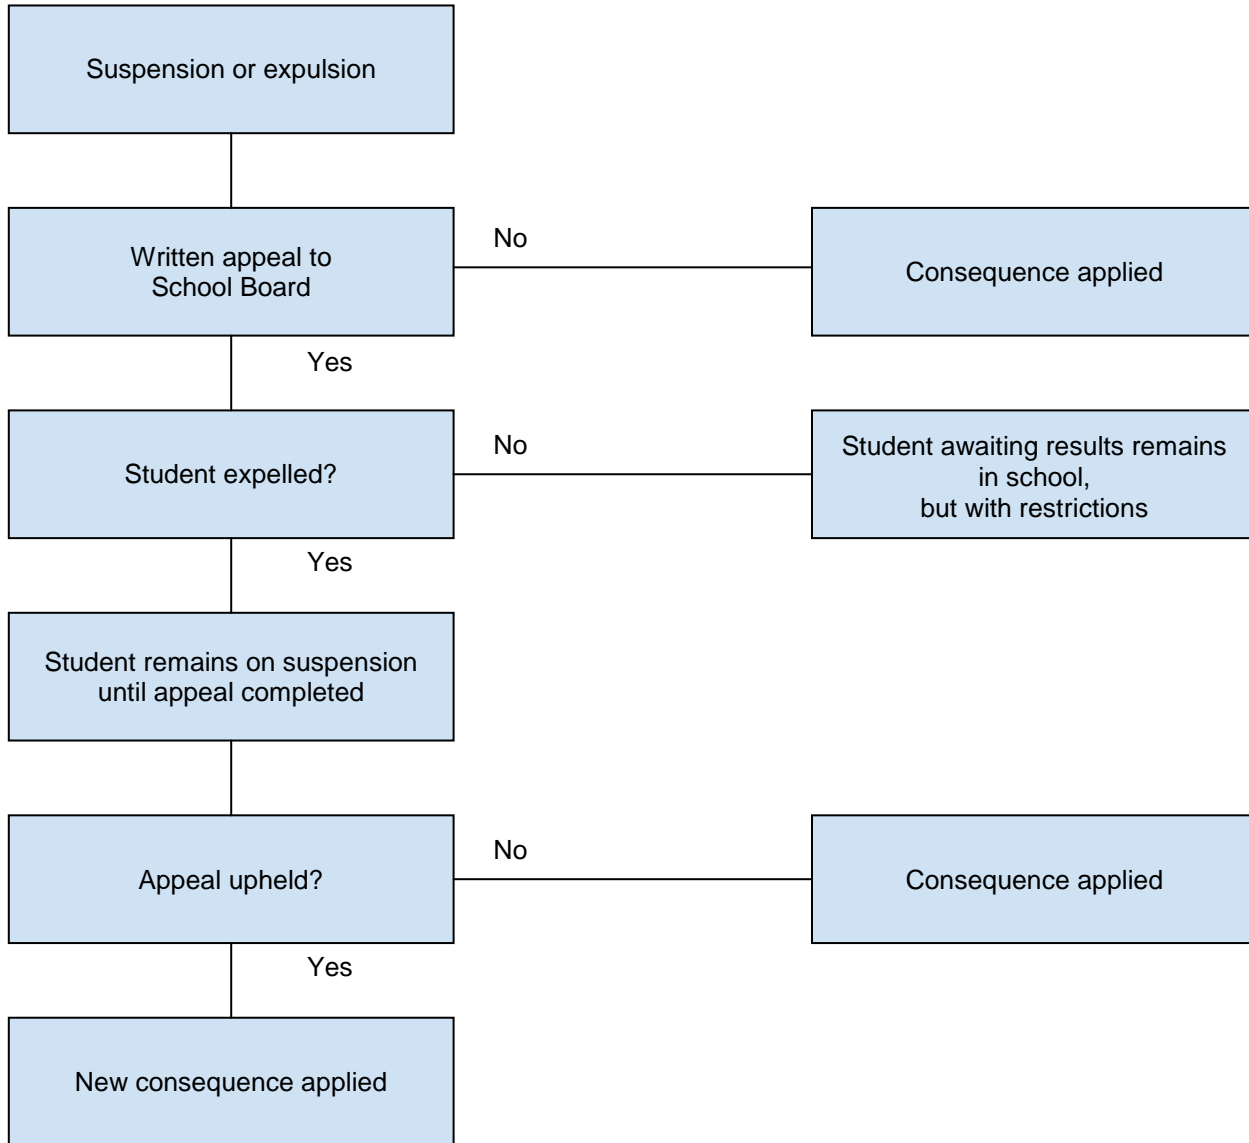 Suspension or expulsion
Written appeal to
School Board
No
Consequence applied
Yes
Student expelled?
No
Student awaiting results remains
in school,
but with restrictions
Yes
Student remains on suspension
until appeal completed
Appeal upheld?
No
Consequence applied
Yes
New consequence applied